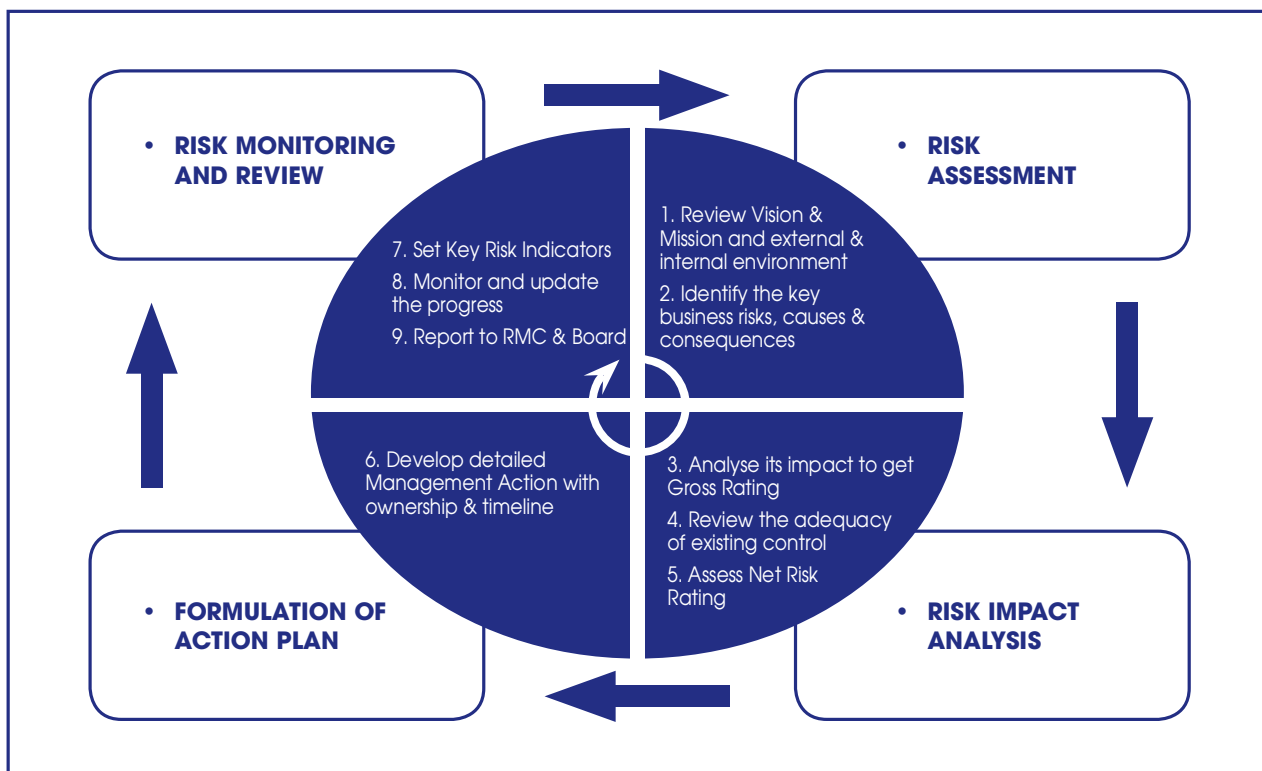 • RISK MONITORING
AND REVIEW
• RISK
ASSESSMENT
7. Set Key Risk Indicators
8. Monitor and update
the progress
9. Report to RMC & Board
1. Review Vision &
Mission and external &
internal environment
2. Identify the key
business risks, causes &
consequences
6. Develop detailed
Management Action with
ownership & timeline
3. Analyse its impact to get
Gross Rating
4. Review the adequacy
of existing control
5. Assess Net Risk
Rating
• FORMULATION OF
ACTION PLAN
• RISK IMPACT
ANALYSIS